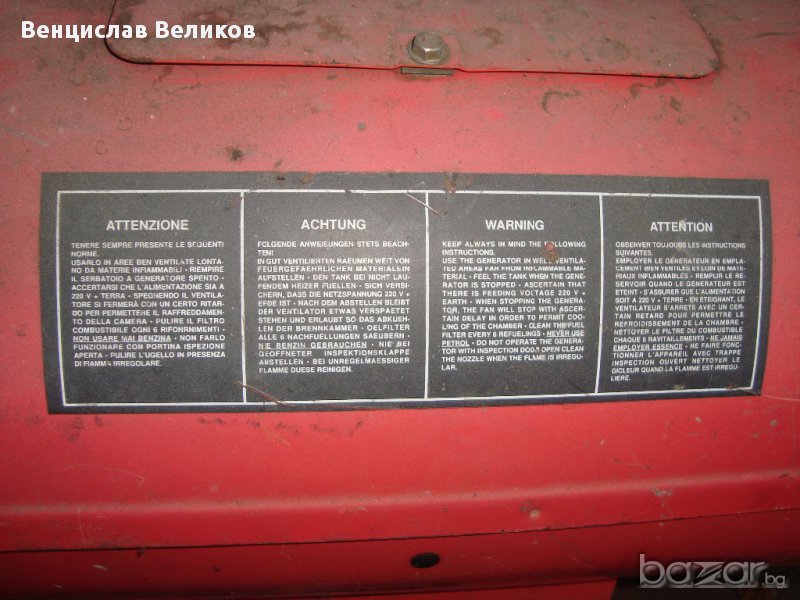 Венцислав Великов
ATTENZIONE
TENERE SEMPRE PRESENTE LE SEGUENTI
NORME.
USARLO IN AREE BEN VENTILATE LONTA-
NO DA MATERIE INFIAMMABILI • RIEMPIRE
IL SERBATOIO A GENERATORE SPENTO •
ACCERTARSI CHE L'ALIMENTAZIONE SIA A
220 V + TERRA • SPEGNENDO IL VENTILA-
TORE SI FERMERÀ CON UN CERTO RITAR-
DO PER PERMETTERE IL RAFFREDDAMEN-
TO DELLA CAMERA • PULIRE IL FILTRO
COMBUSTIBILE OGNI 6 RIFORNIMENTI •
NON USARE MAI BENZINA • NON FARLO
FUNZIONARE CON PORTINA ISPEZIONE
APERTA • PULIRE L'UGELLO IN PRESENZA
DI FIAMMA IRREGOLARE.
ACHTUNG
FOLGENDE ANWEISUNGEN STETS BEACH-
TEN!
IN GUT VENTILIERTEN RAEUMEN WEIT VON
FEUERGEFAEHRLICHEN MATERIALEIN
AUFSTELLEN • DEN TANK BEI NICHT LAU-
FENDEM HEIZER FUELLEN • SICH VERSI-
CHERN, DASS DIE NETZSPANNUNG 220 V +
EFDE IST • NACH DEM ABSTELLEN BLEIBT
DER VENTILATOR ETWAS VERSPAETET
STEHEN UND ERLAUBT SO DAS ABKUEH-
LEN DER BRENNKAMMER • OELFILTER
ALLE 6 NACHFUELLUNGEN SAEUBERN •
NIE BENZIN GEBRAUCHEN • NIE BEI
GEOFFNETER INSPEKTIONSKLAPPE
ANSTELLEN • BEI UNREGELMAESSIGER
FLAMME DUESE REINIGEN.
WARNING
KEEP ALWAYS IN MIND THE FOLLOWING
INSTRUCTIONS.
USE THE GENERATOR IN WELL VENTILA-
TED AREAS FAR FROM INFLAMMABLE MA-
TERIAL • FEUL THE TANK WHEN THE GENE-
RATOR IS STOPPED • ASCERTAIN THAT
THERE IS FEEDING VOLTAGE 220 V +
EARTH • WHEN STOPPED THE GENERA-
TOR, THE FAN WILL STOP WITH ASCER-
TAIN DELAY IN ORDER TO PERMIT COO-
LING OF THE CHAMBER • CLEAN THE FUEL
FILTER EVERY 6 REFUELINGS • NEVER USE
PETROL • DO NOT OPERATE THE GENERA-
TOR WITH INSPECTION DOOR OPEN CLEAN
THE NOZZLE WHEN THE FLAME IS IRREGU-
LAR.
ATTENTION
OBSERVER TOUJOURS LES INSTRUCTIONS
SUIVANTES.
EMPLOYER LE GÉNÉRATEUR EN EMPLA-
CEMENT BIEN VENTILES ET LOIN DE MATE-
RIAUX INFLAMMABLES • REMPLIR LE RE-
SERVOIR QUAND LE GENERATEUR EST
ETEINT • S'ASSURER QUE L'ALIMENTATION
SOIT A 220 V + TERRE • EN ETEIGNANT, LE
VENTILATEUR S'ARRETE AVEC UN CER-
TAIN RETARD POUR PERMETTRE LE
REFROIDISSEMENT DE LA CHAMBRE •
NETTOYER LE FILTRE DU COMBUSTIBLE
CHAQUE 6 RAVITAILLEMENTS • NE JAMAIS
EMPLOYER ESSENCE • NE FAIRE FONC-
TIONNER L'APPAREIL AVEC TRAPPE
INSPECTION OUVERT NETTOYER LE
GICLEUR QUAND LA FLAMME EST IRREGU-
LIERE.
bazar.bg